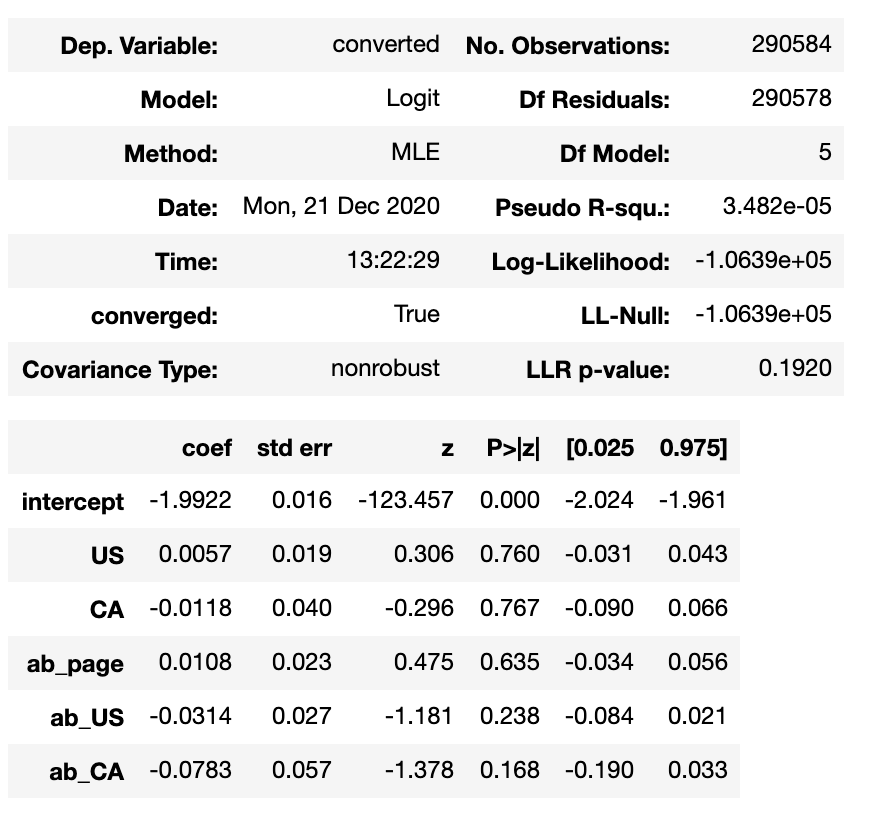 Dep. Variable: converted No. Observations: 290584
Model: Logit Df Residuals: 290578
Method: MLE Df Model: 5
Date: Mon, 21 Dec 2020 Pseudo R-squ.: 3.482e-05
Time: 13:22:29 Log-Likelihood: -1.0639e+05
converged: True LL-Null: -1.0639e+05
Covariance Type: nonrobust LLR p-value: 0.1920
coef std err z P>|z| [0.025 0.975]
intercept -1.9922 0.016 -123.457 0.000 -2.024 -1.961
US 0.0057 0.019 0.306 0.760 -0.031 0.043
CA -0.0118 0.040 -0.296 0.767 -0.090 0.066
ab_page 0.0108 0.023 0.475 0.635 -0.034 0.056
ab_US -0.0314 0.027 -1.181 0.238 -0.084 0.021
ab_CA -0.0783 0.057 -1.378 0.168 -0.190 0.033